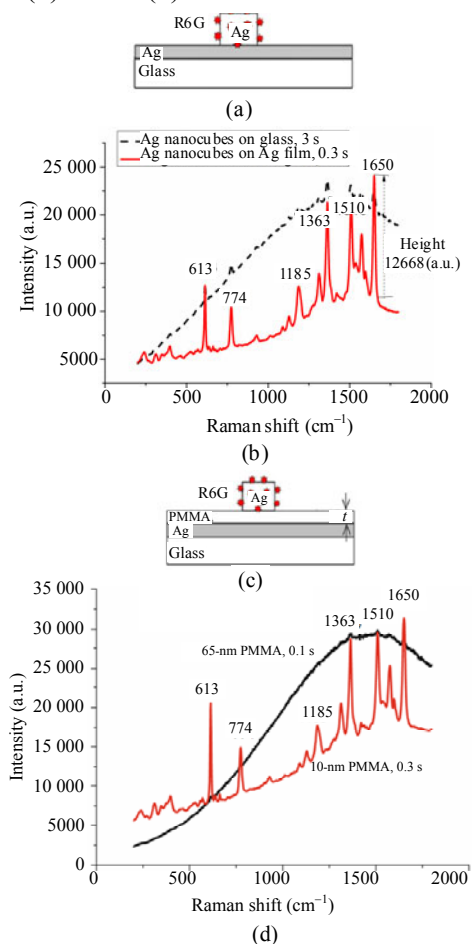 R6G
Ag
Ag
Glass
(a)
Ag nanocubes on glass, 3 s
Ag nanocubes on Ag film, 0.3 s
25 000
20 000
15 000
10 000
5000
Intensity (a.u.)
613
774
1185
1363
1510
1650
Height
12668(a.u.)
0
500
1000
1500
2000
Raman shift (cm⁻¹)
(b)
R6G
Ag
PMMA
t
Ag
Glass
(c)
35 000
30 000
25 000
20 000
15 000
10 000
5000
0
Intensity (a.u.)
65-nm PMMA, 0.1 s
613
774
1185
1363
1510
1650
10-nm PMMA, 0.3 s
0
500
1000
1500
2000
Raman shift (cm⁻¹)
(d)